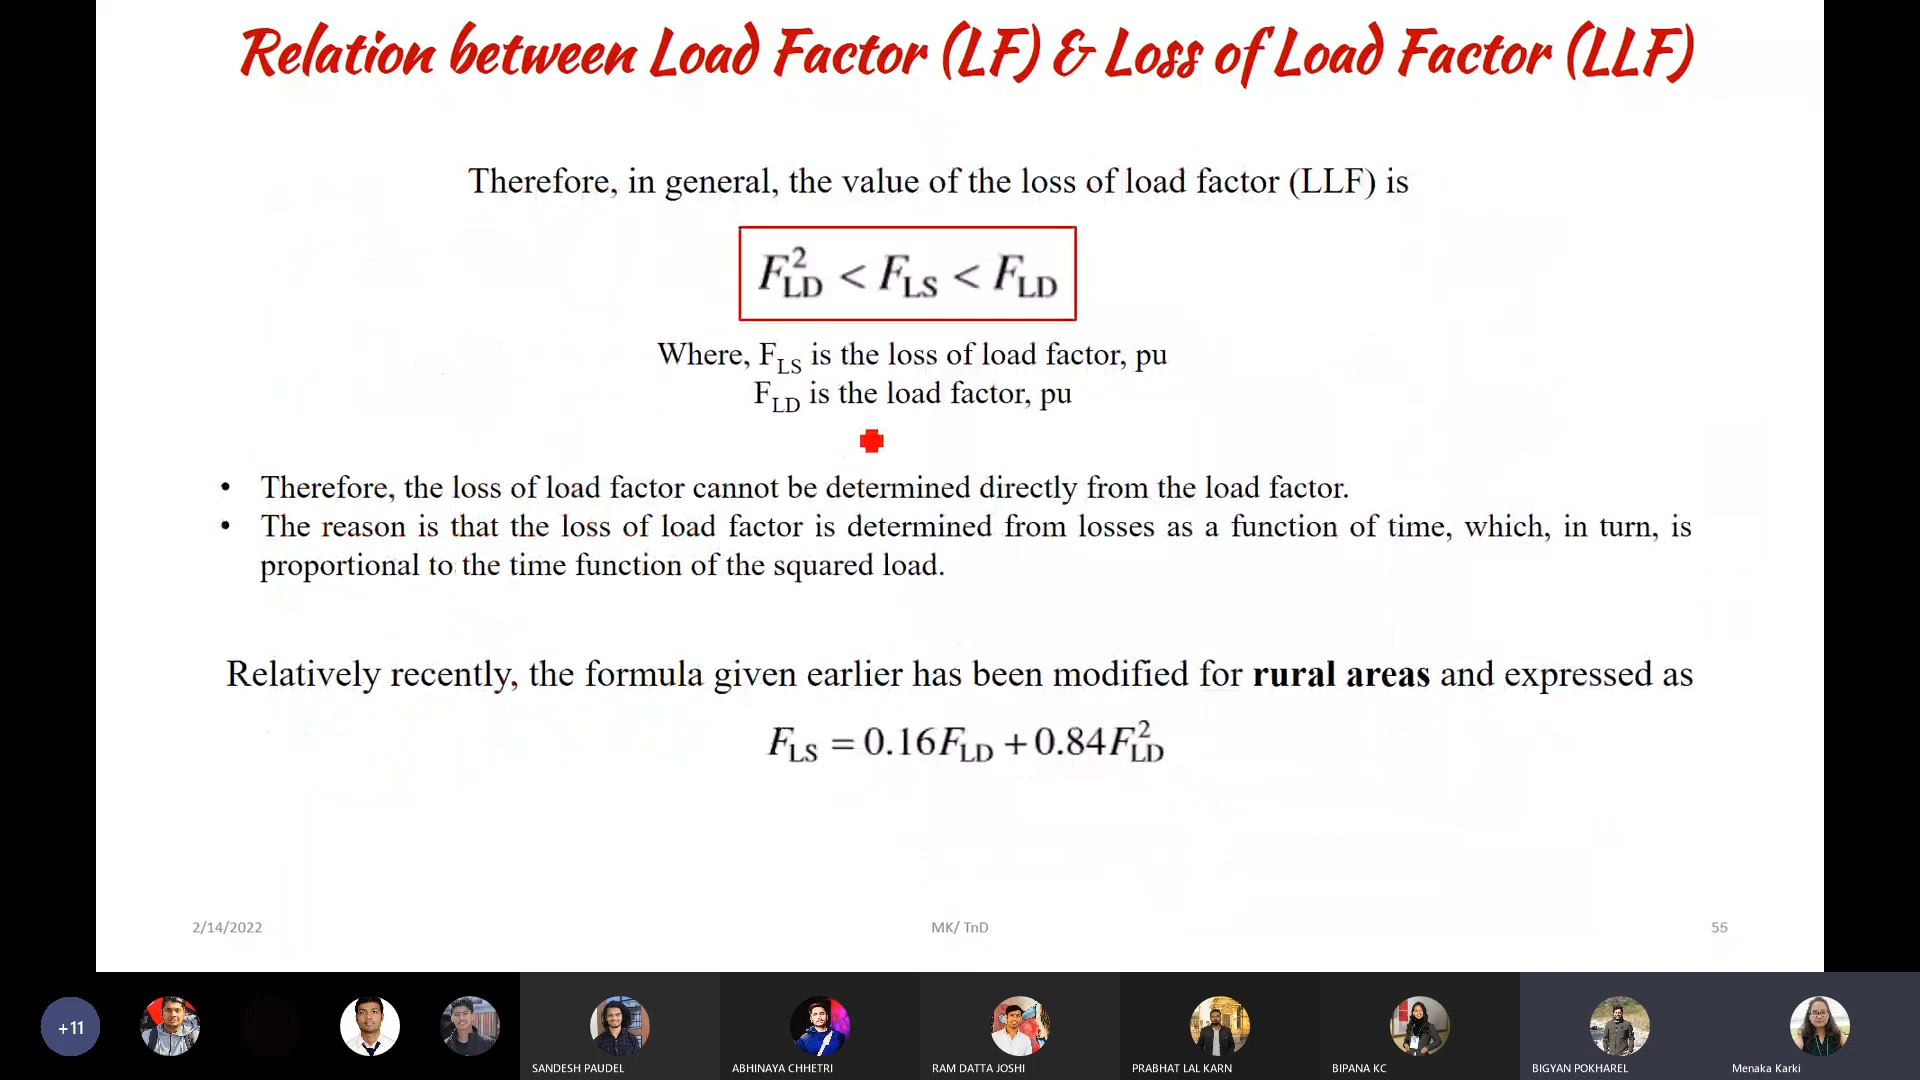 Relation between Load Factor (LF) & Loss of Load Factor (LLF)
Therefore, in general, the value of the loss of load factor (LLF) is
F²LD < FLS < FLD
Where, FLS is the loss of load factor, pu
FLD is the load factor, pu
• Therefore, the loss of load factor cannot be determined directly from the load factor.
• The reason is that the loss of load factor is determined from losses as a function of time, which, in turn, is
proportional to the time function of the squared load.
Relatively recently, the formula given earlier has been modified for rural areas and expressed as
FLS = 0.16FLD + 0.84F²LD
2/14/2022
MK/ TnD
55
+11
SANDESH PAUDEL
ABHINAYA CHHETRI
RAM DATTA JOSHI
PRABHAT LAL KARN
BIPANA KC
BIGYAN POKHAREL
Menaka Karki